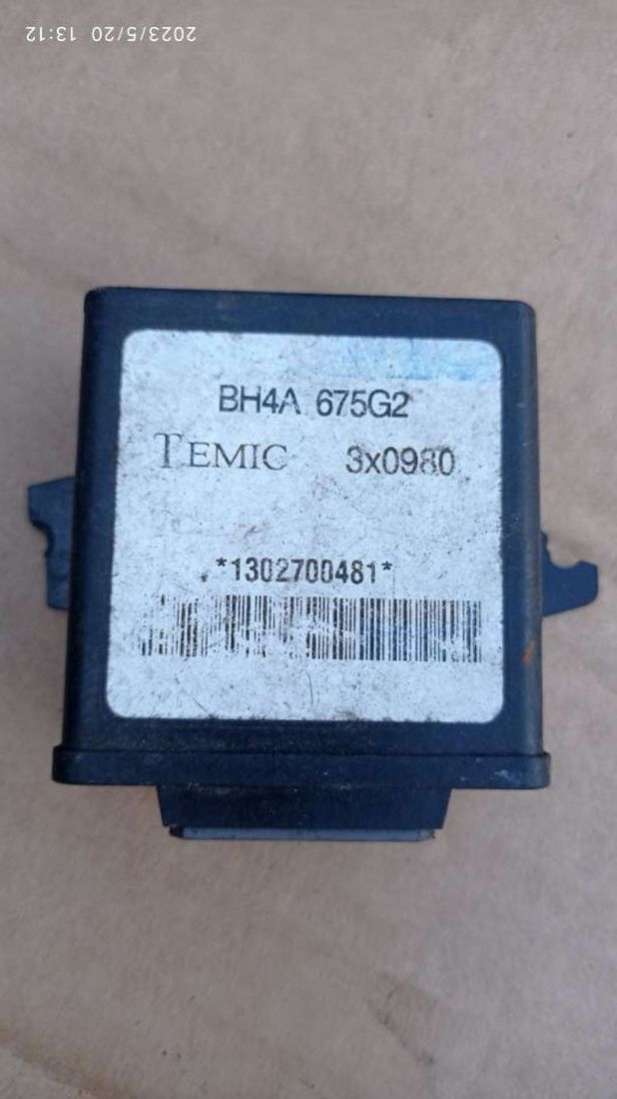 2023/5/20 13:12
BH4A 675G2
TEMIC 3x0980
*1302700481*